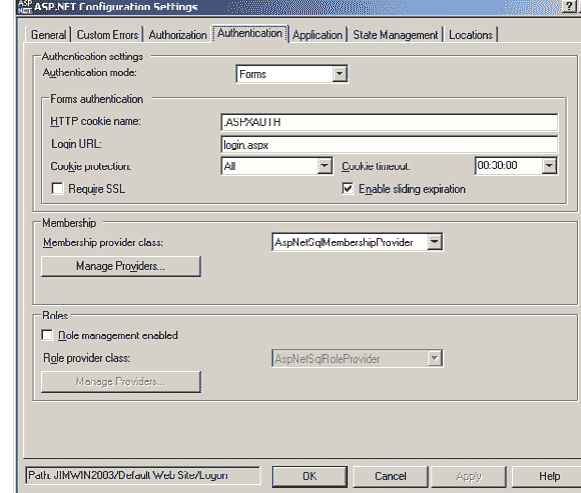 ASP.NET Configuration Settings
General Custom Errors Authorization Authentication Application State Management Locations
Authentication settings
Authentication mode: Forms
Forms authentication
HTTP cookie name: .ASPXAUTH
Login URL: login.aspx
Cookie protection: All Cookie timeout: 00:30:00
Require SSL Enable sliding expiration
Membership
Membership provider class: AspNetSqlMembershipProvider
Manage Providers...
Roles
Role management enabled
Role provider class: AspNetSqlRoleProvider
Manage Providers...
Path: JIMWIN2003/Default Web Site/Logon
OK Cancel Apply Help